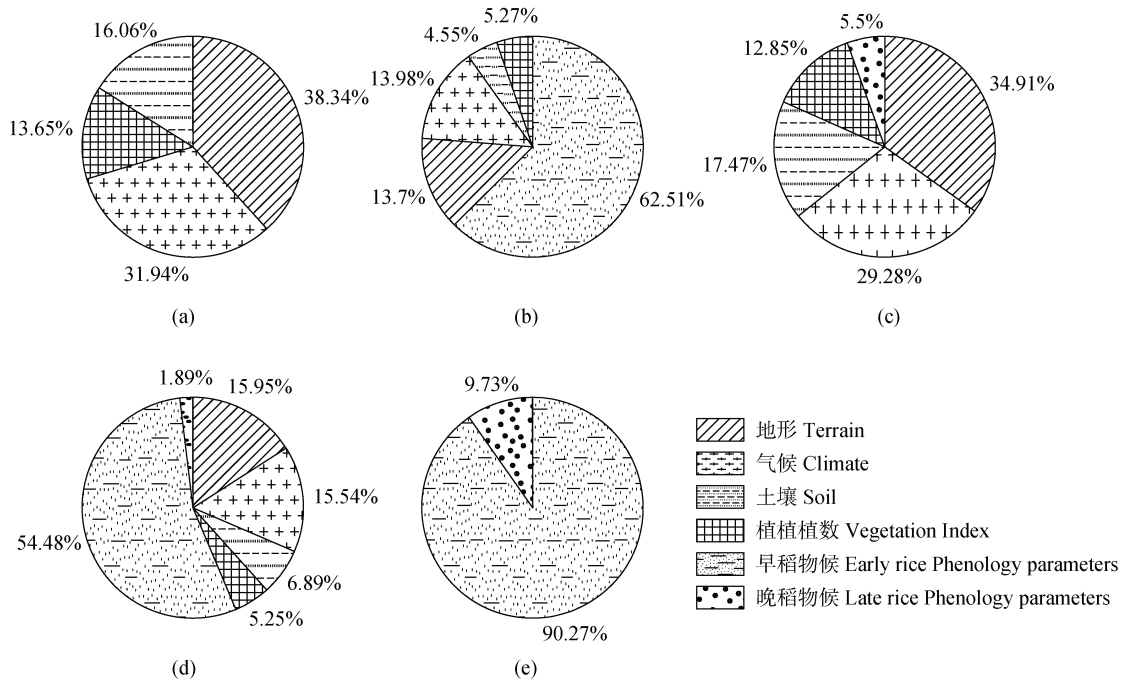 16.06%
38.34%
13.65%
31.94%
(a)
5.27%
4.55%
13.98%
13.7%
62.51%
(b)
5.5%
12.85%
34.91%
17.47%
29.28%
(c)
1.89%
15.95%
15.54%
54.48%
6.89%
5.25%
(d)
9.73%
90.27%
(e)
地形 Terrain
气候 Climate
土壤 Soil
植植植数 Vegetation Index
早稻物候 Early rice Phenology parameters
晚稻物候 Late rice Phenology parameters